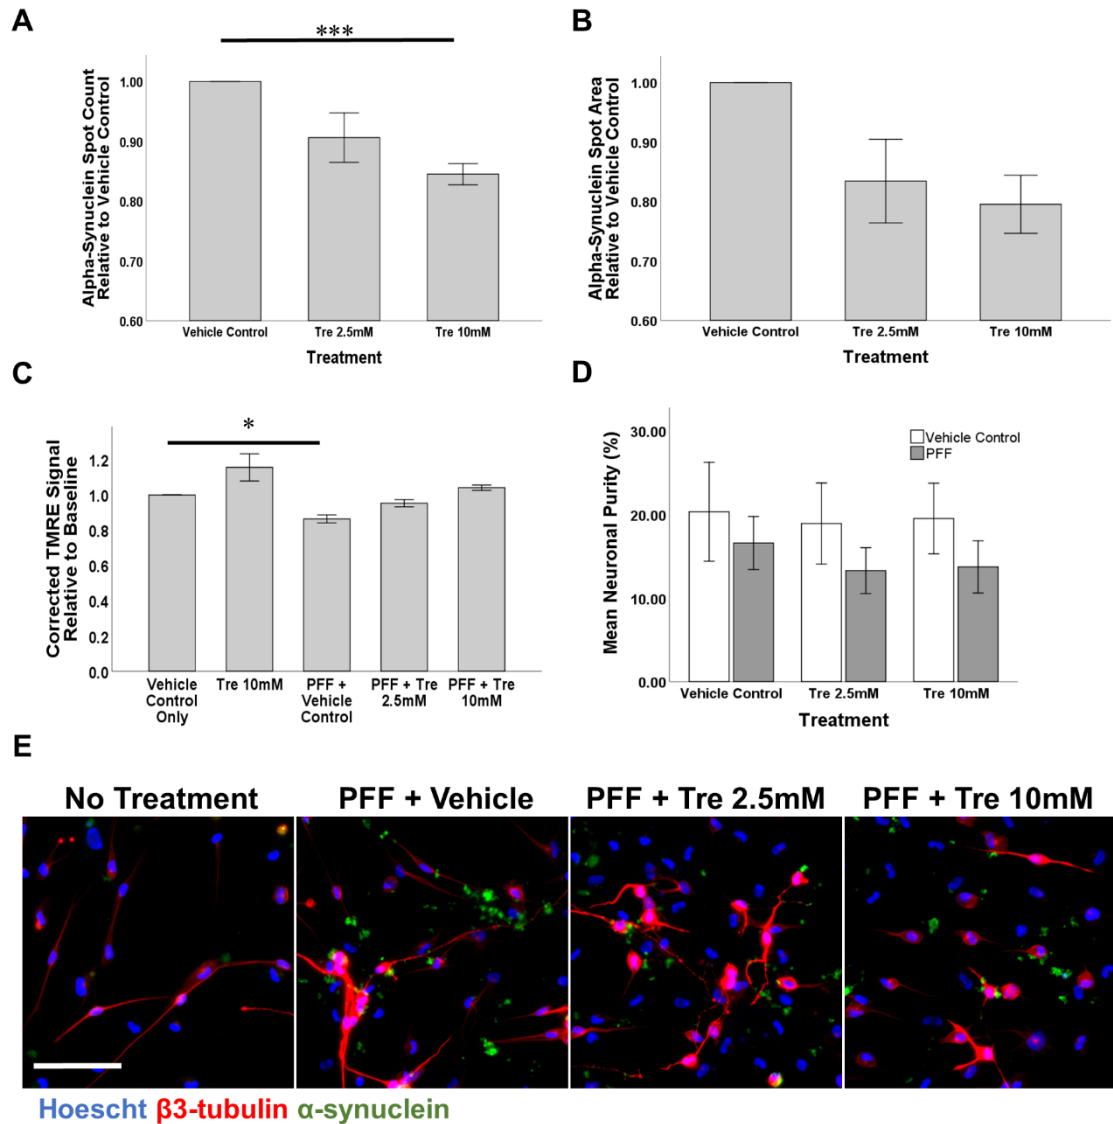 A
***
Alpha-Synuclein Spot Count
Relative to Vehicle Control
1.00
0.90
0.80
0.70
0.60
Vehicle Control
Tre 2.5mM
Tre 10mM
Treatment
B
Alpha-Synuclein Spot Area
Relative to Vehicle Control
1.00
0.90
0.80
0.70
0.60
Vehicle Control
Tre 2.5mM
Tre 10mM
Treatment
C
*
Corrected TMRE Signal
Relative to Baseline
1.2
1.0
0.8
0.6
0.4
0.2
0.0
Vehicle
Control
Only
Tre 10mM
PFF +
Vehicle
Control
PFF + Tre
2.5mM
PFF + Tre
10mM
D
Mean Neuronal Purity (%)
30.00
20.00
10.00
0.00
Vehicle Control
PFF
Vehicle Control
Tre 2.5mM
Tre 10mM
Treatment
E
No Treatment
PFF + Vehicle
PFF + Tre 2.5mM
PFF + Tre 10mM
Hoescht β3-tubulin α-synuclein